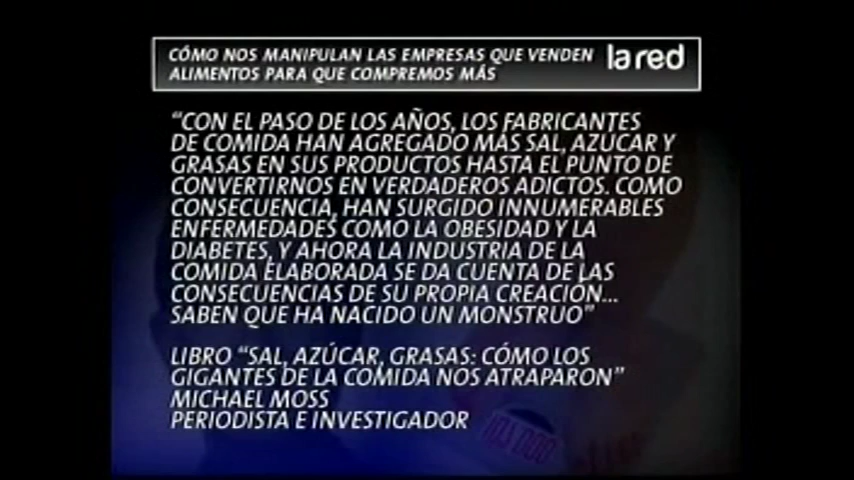 CÓMO NOS MANIPULAN LAS EMPRESAS QUE VENDEN
ALIMENTOS PARA QUE COMPREMOS MÁS
la red
“CON EL PASO DE LOS AÑOS, LOS FABRICANTES
DE COMIDA HAN AGREGADO MÁS SAL, AZÚCAR Y
GRASAS EN SUS PRODUCTOS HASTA EL PUNTO DE
CONVERTIRNOS EN VERDADEROS ADICTOS. COMO
CONSECUENCIA, HAN SURGIDO INNUMERABLES
ENFERMEDADES COMO LA OBESIDAD Y LA
DIABETES, Y AHORA LA INDUSTRIA DE LA
COMIDA ELABORADA SE DA CUENTA DE LAS
CONSECUENCIAS DE SU PROPIA CREACIÓN...
SABEN QUE HA NACIDO UN MONSTRUO”
LIBRO “SAL, AZÚCAR, GRASAS: CÓMO LOS
GIGANTES DE LA COMIDA NOS ATRAPARON”
MICHAEL MOSS
PERIODISTA E INVESTIGADOR